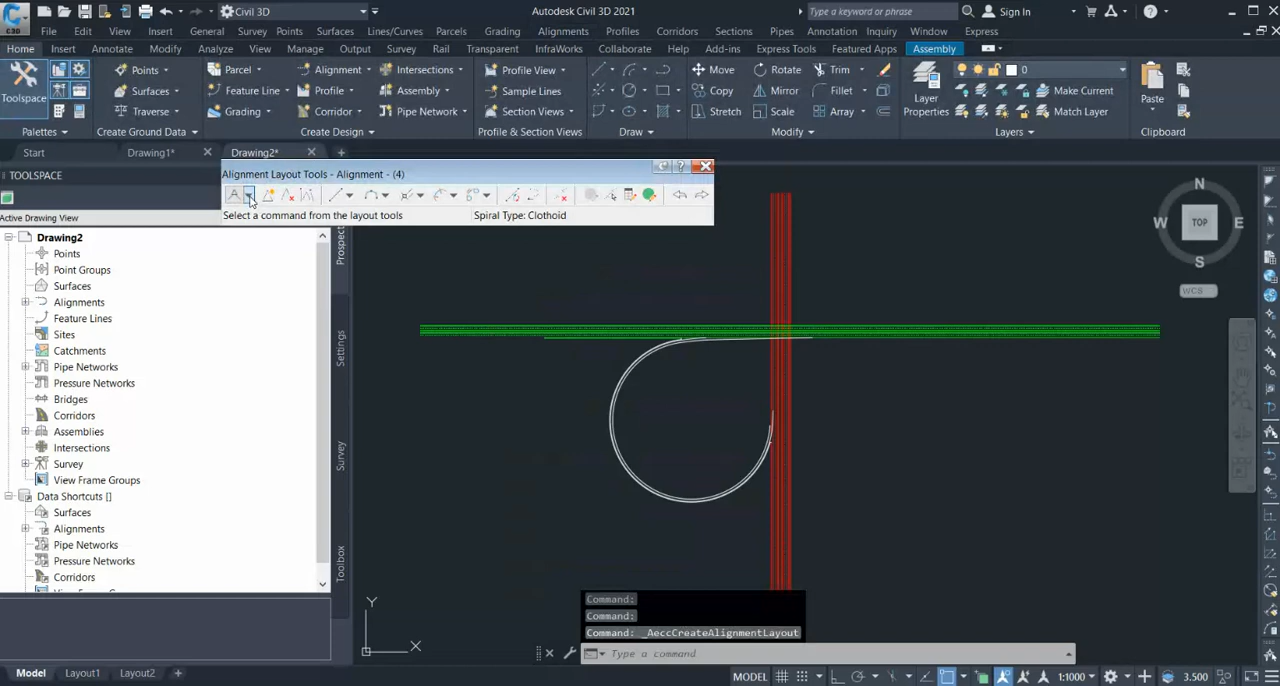 Civil 3D
Autodesk Civil 3D 2021
Drawing2
Type a keyword or phrase
Sign In
C3D
File Edit View Insert General Survey Points Surfaces Lines/Curves Parcels Grading Alignments Profiles Corridors Sections Pipes Annotation Inquiry Window Express
Home Insert Annotate Modify Analyze View Manage Output Survey Rail Transparent InfraWorks Collaborate Help Add-ins Express Tools Featured Apps Assembly
Points Parcel Alignment Intersections Profile View Move Rotate Trim 0
Toolspace Surfaces Feature Line Profile Assembly Sample Lines Copy Mirror Fillet Layer Properties Make Current Paste
Traverse Grading Corridor Pipe Network Section Views Stretch Scale Array Match Layer
Palettes Create Ground Data Create Design Profile & Section Views Draw Modify Layers Clipboard
Start Drawing1* Drawing2*
TOOLSPACE
Alignment Layout Tools - Alignment - (4)
Select a command from the layout tools Spiral Type: Clothoid
Active Drawing View
Drawing2
Points
Point Groups
Surfaces
Alignments
Feature Lines
Sites
Catchments
Pipe Networks
Pressure Networks
Bridges
Corridors
Assemblies
Intersections
Survey
View Frame Groups
Data Shortcuts []
Surfaces
Alignments
Pipe Networks
Pressure Networks
Corridors
Prospector
Settings
Survey
Toolbox
N
W TOP E
S
WCS
Y
X
Command:
Command:
Command: _AeccCreateAlignmentLayout
Type a command
Model Layout1 Layout2 +
MODEL 1:1000 3.500